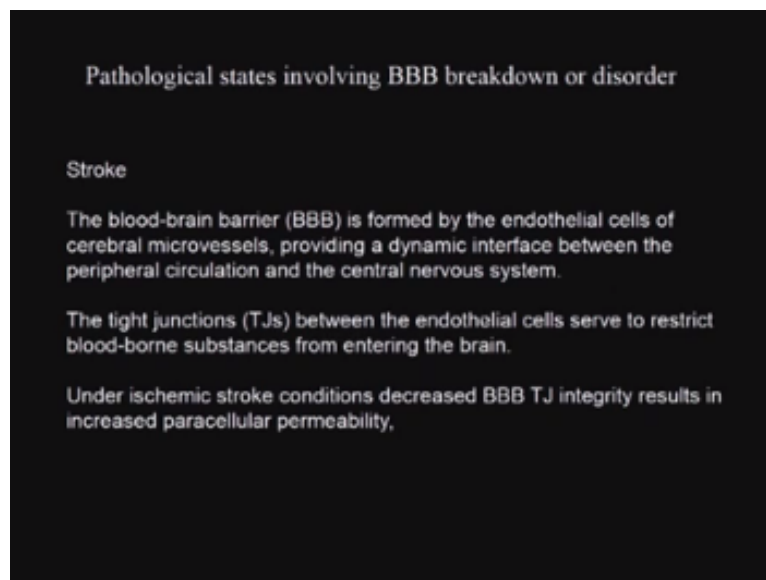 Pathological states involving BBB breakdown or disorder
Stroke
The blood-brain barrier (BBB) is formed by the endothelial cells of
cerebral microvessels, providing a dynamic interface between the
peripheral circulation and the central nervous system.
The tight junctions (TJs) between the endothelial cells serve to restrict
blood-borne substances from entering the brain.
Under ischemic stroke conditions decreased BBB TJ integrity results in
increased paracellular permeability,